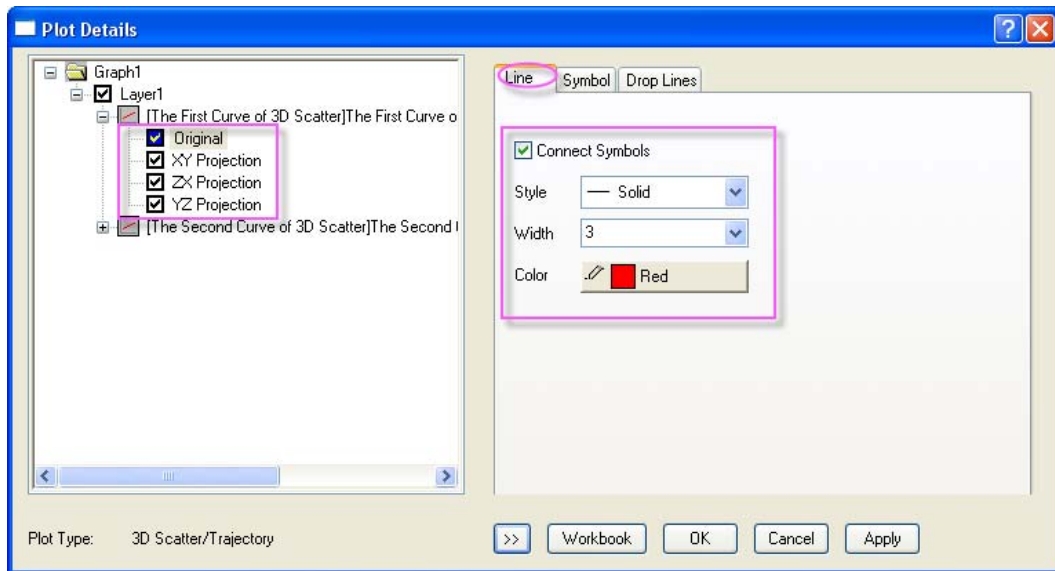 Plot Details
Graph1
Layer1
[The First Curve of 3D Scatter]The First Curve o
Original
XY Projection
ZX Projection
YZ Projection
[The Second Curve of 3D Scatter]The Second
Line
Symbol
Drop Lines
Connect Symbols
Style
Solid
Width
3
Color
Red
Plot Type:
3D Scatter/Trajectory
>>
Workbook
OK
Cancel
Apply